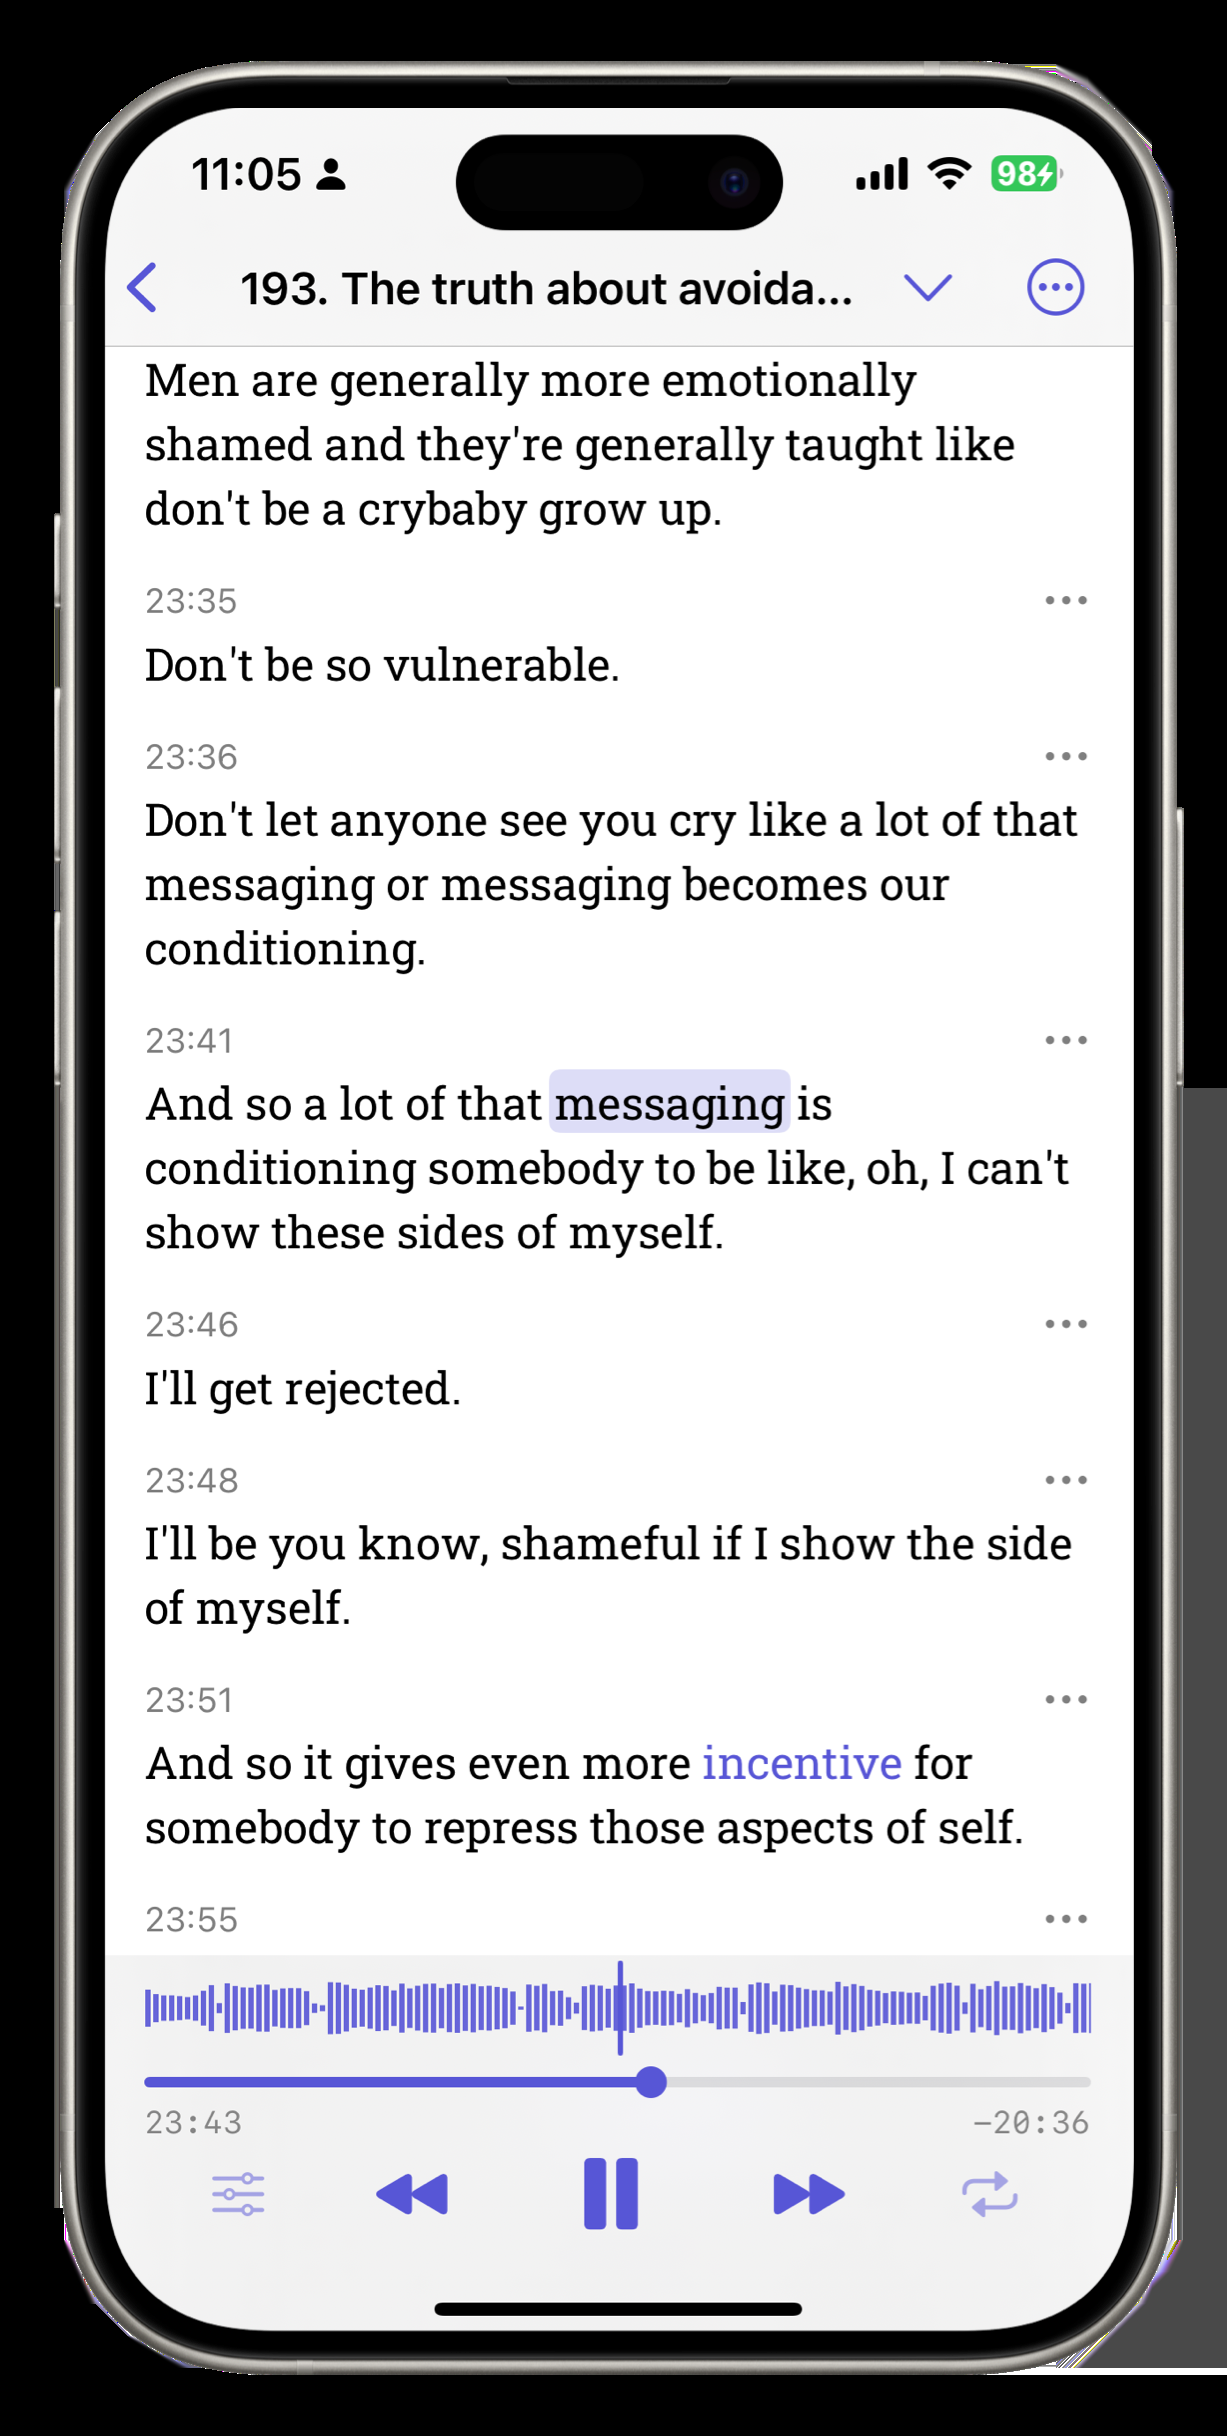 11:05
98
193. The truth about avoida...
Men are generally more emotionally
shamed and they're generally taught like
don't be a crybaby grow up.
23:35
Don't be so vulnerable.
23:36
Don't let anyone see you cry like a lot of that
messaging or messaging becomes our
conditioning.
23:41
And so a lot of that messaging is
conditioning somebody to be like, oh, I can't
show these sides of myself.
23:46
I'll get rejected.
23:48
I'll be you know, shameful if I show the side
of myself.
23:51
And so it gives even more incentive for
somebody to repress those aspects of self.
23:55
23:43
-20:36